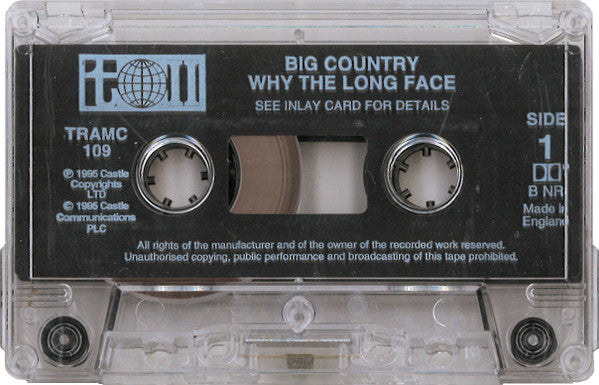 BIG COUNTRY
WHY THE LONG FACE
SEE INLAY CARD FOR DETAILS
TRAMC
109
℗ 1995 Castle
Copyrights
LTD
© 1995 Castle
Communications
PLC
SIDE
1
B NR
Made in
England
All rights of the manufacturer and of the owner of the recorded work reserved.
Unauthorised copying, public performance and broadcasting of this tape prohibited.